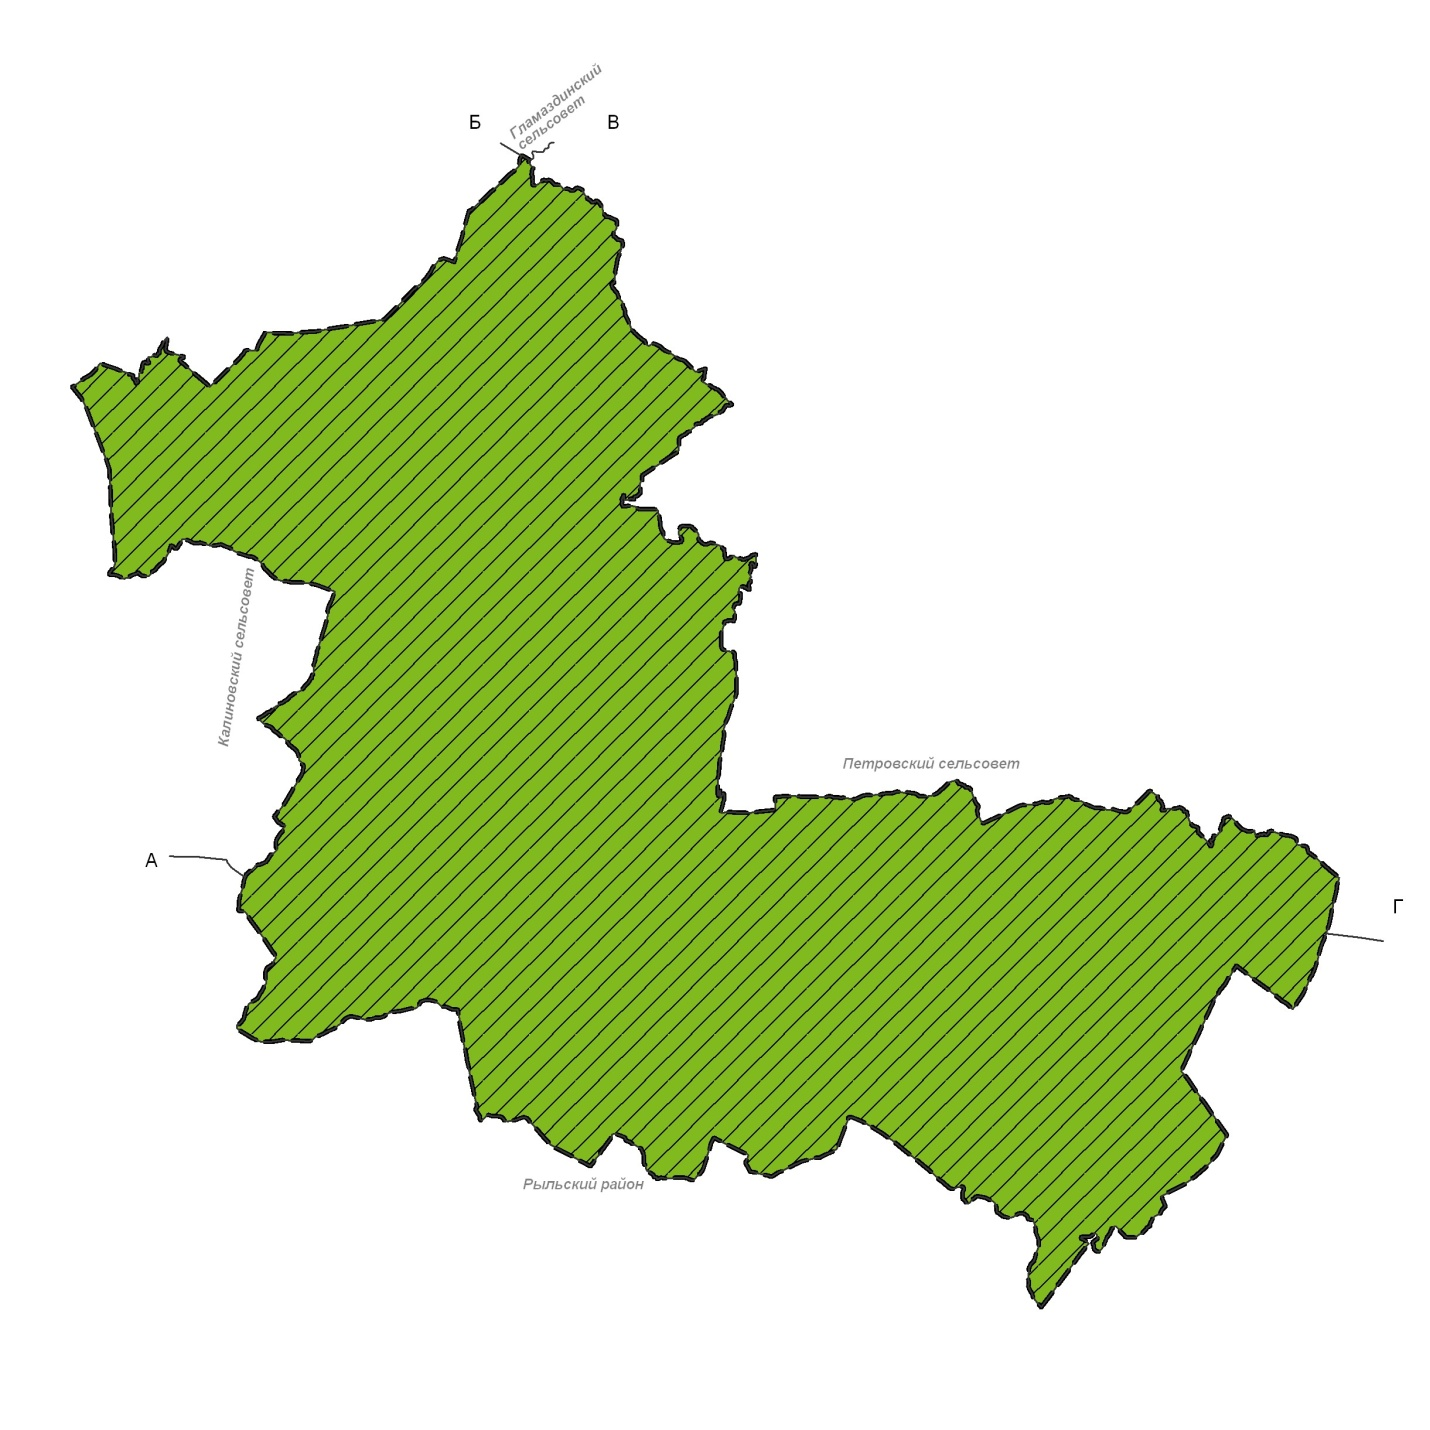 Гламаздинский
сельсовет
Б
В
Калиновский сельсовет
Петровский сельсовет
А
Г
Рыльский район